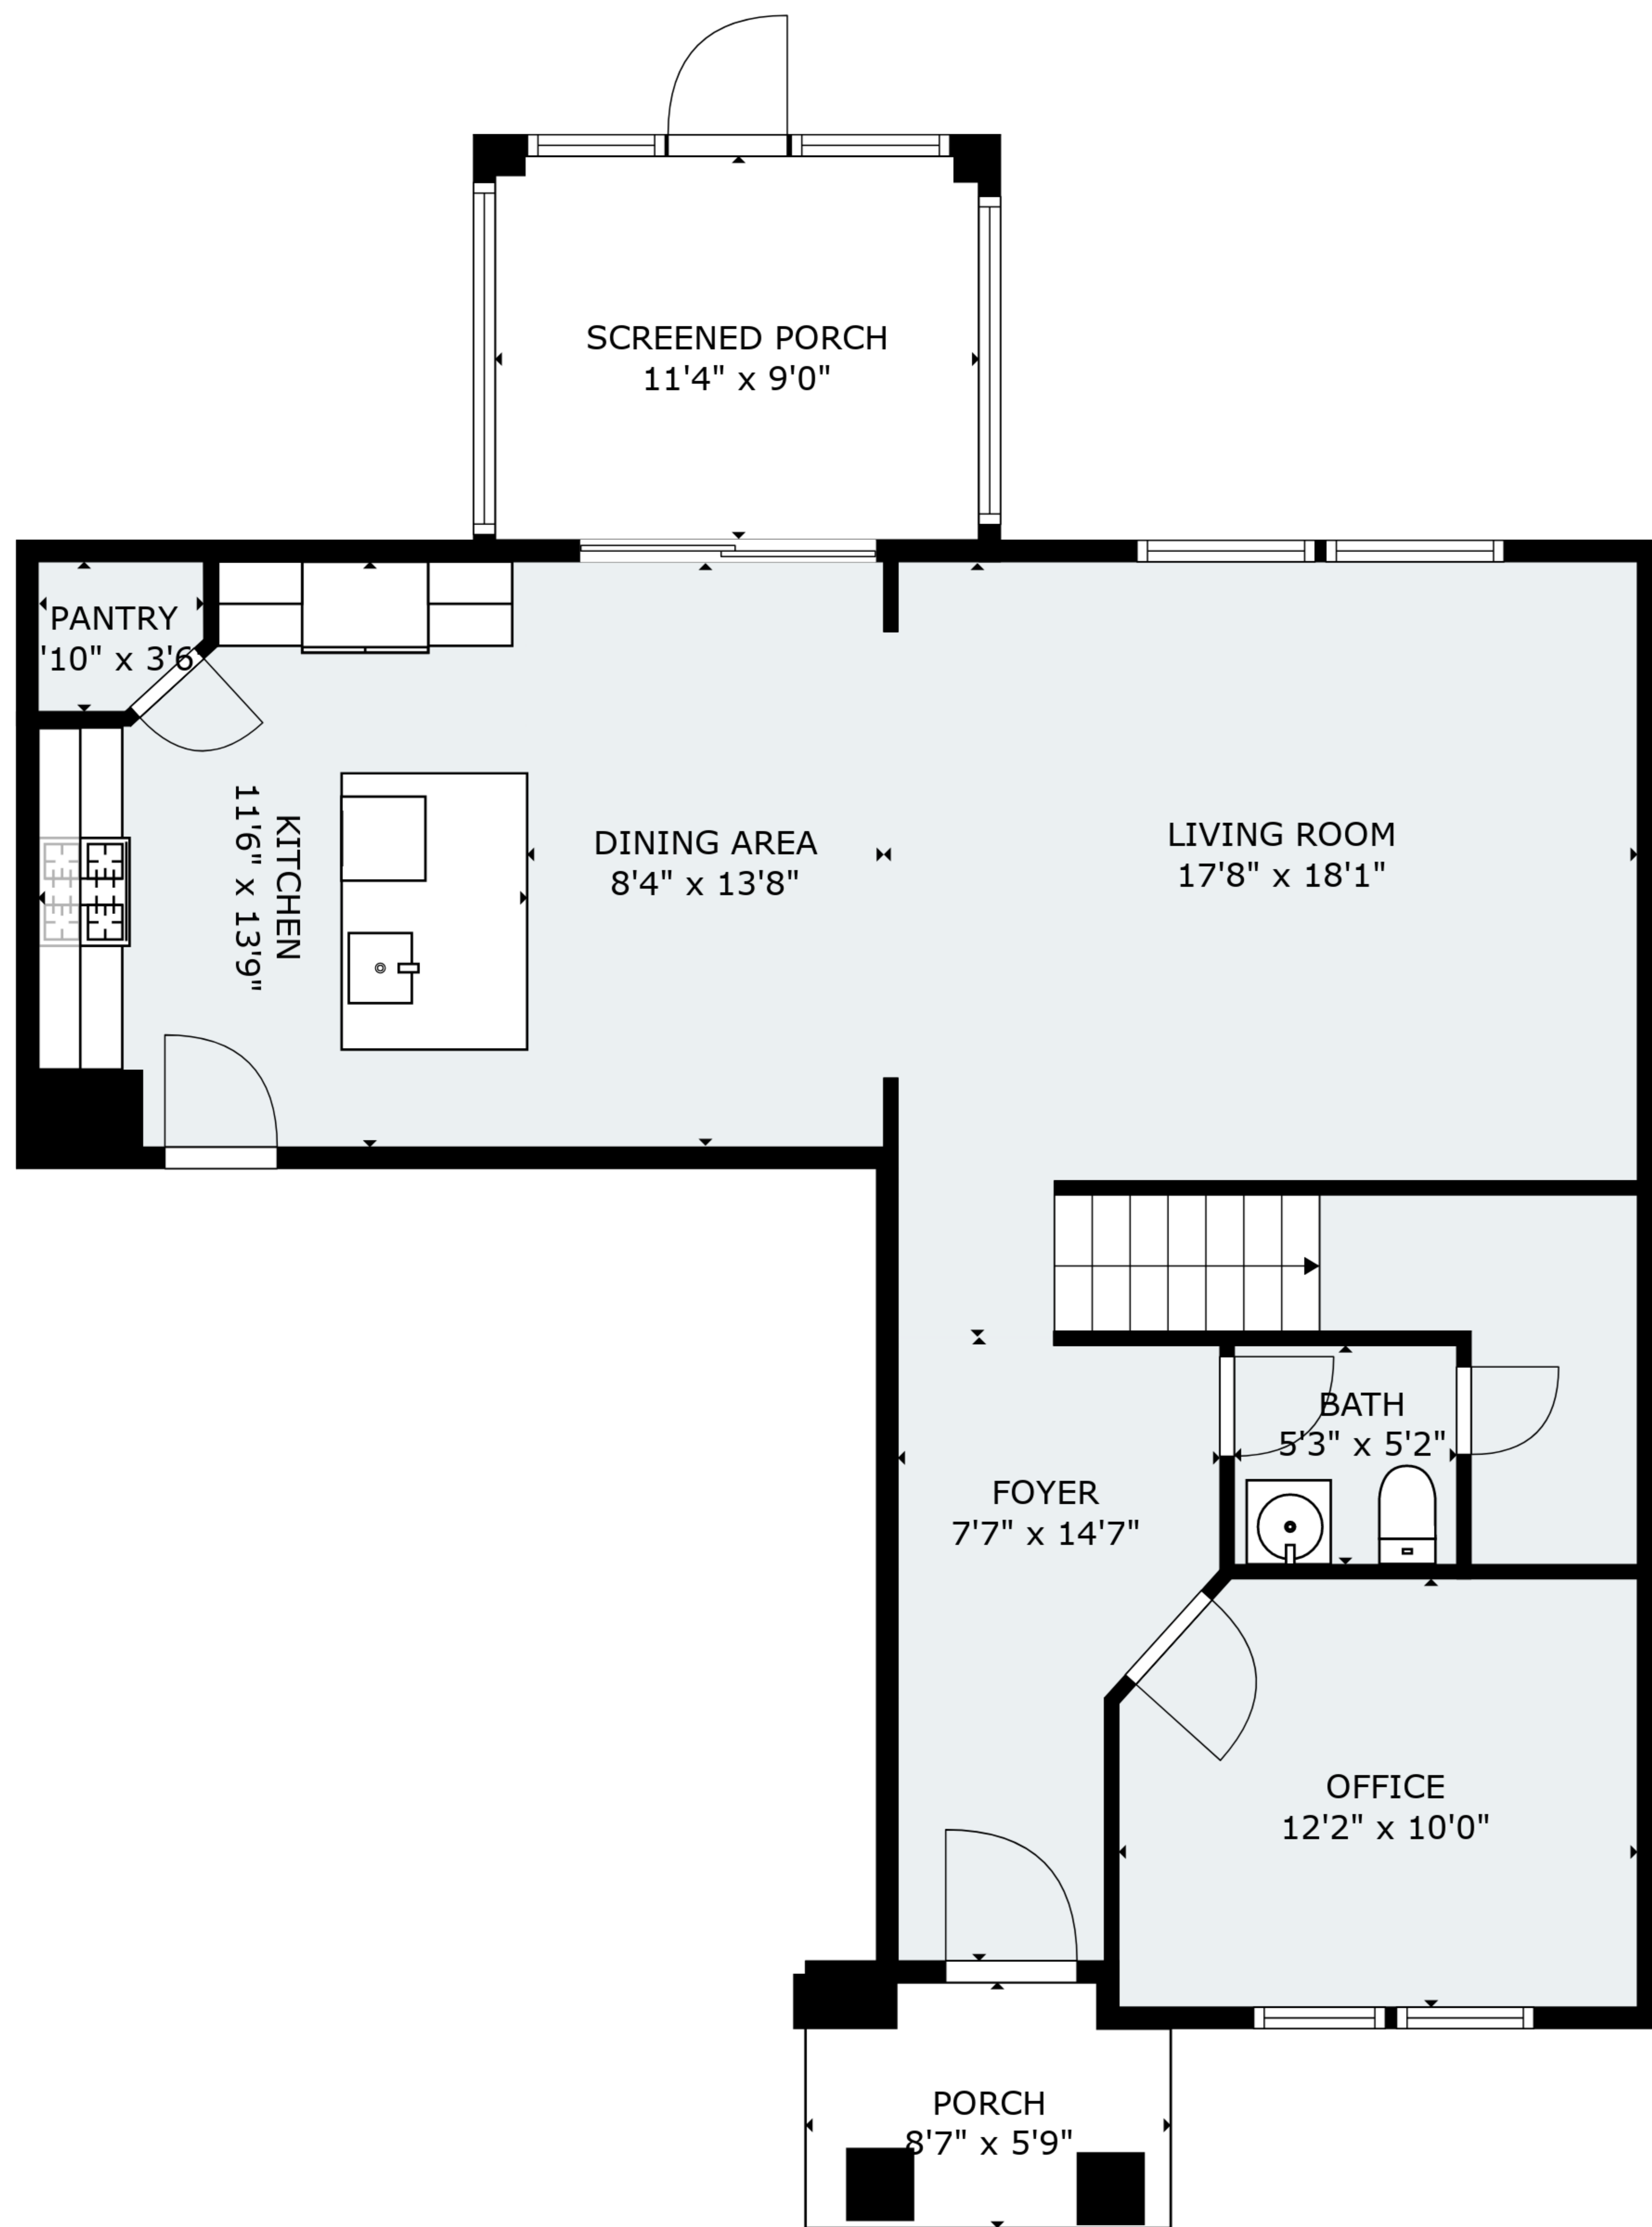 SCREENED PORCH
11'4" x 9'0"
PANTRY
'10" x 3'6
KITCHEN
11'6" x 13'9"
DINING AREA
8'4" x 13'8"
LIVING ROOM
17'8" x 18'1"
BATH
5'3" x 5'2"
FOYER
7'7" x 14'7"
OFFICE
12'2" x 10'0"
PORCH
8'7" x 5'9"